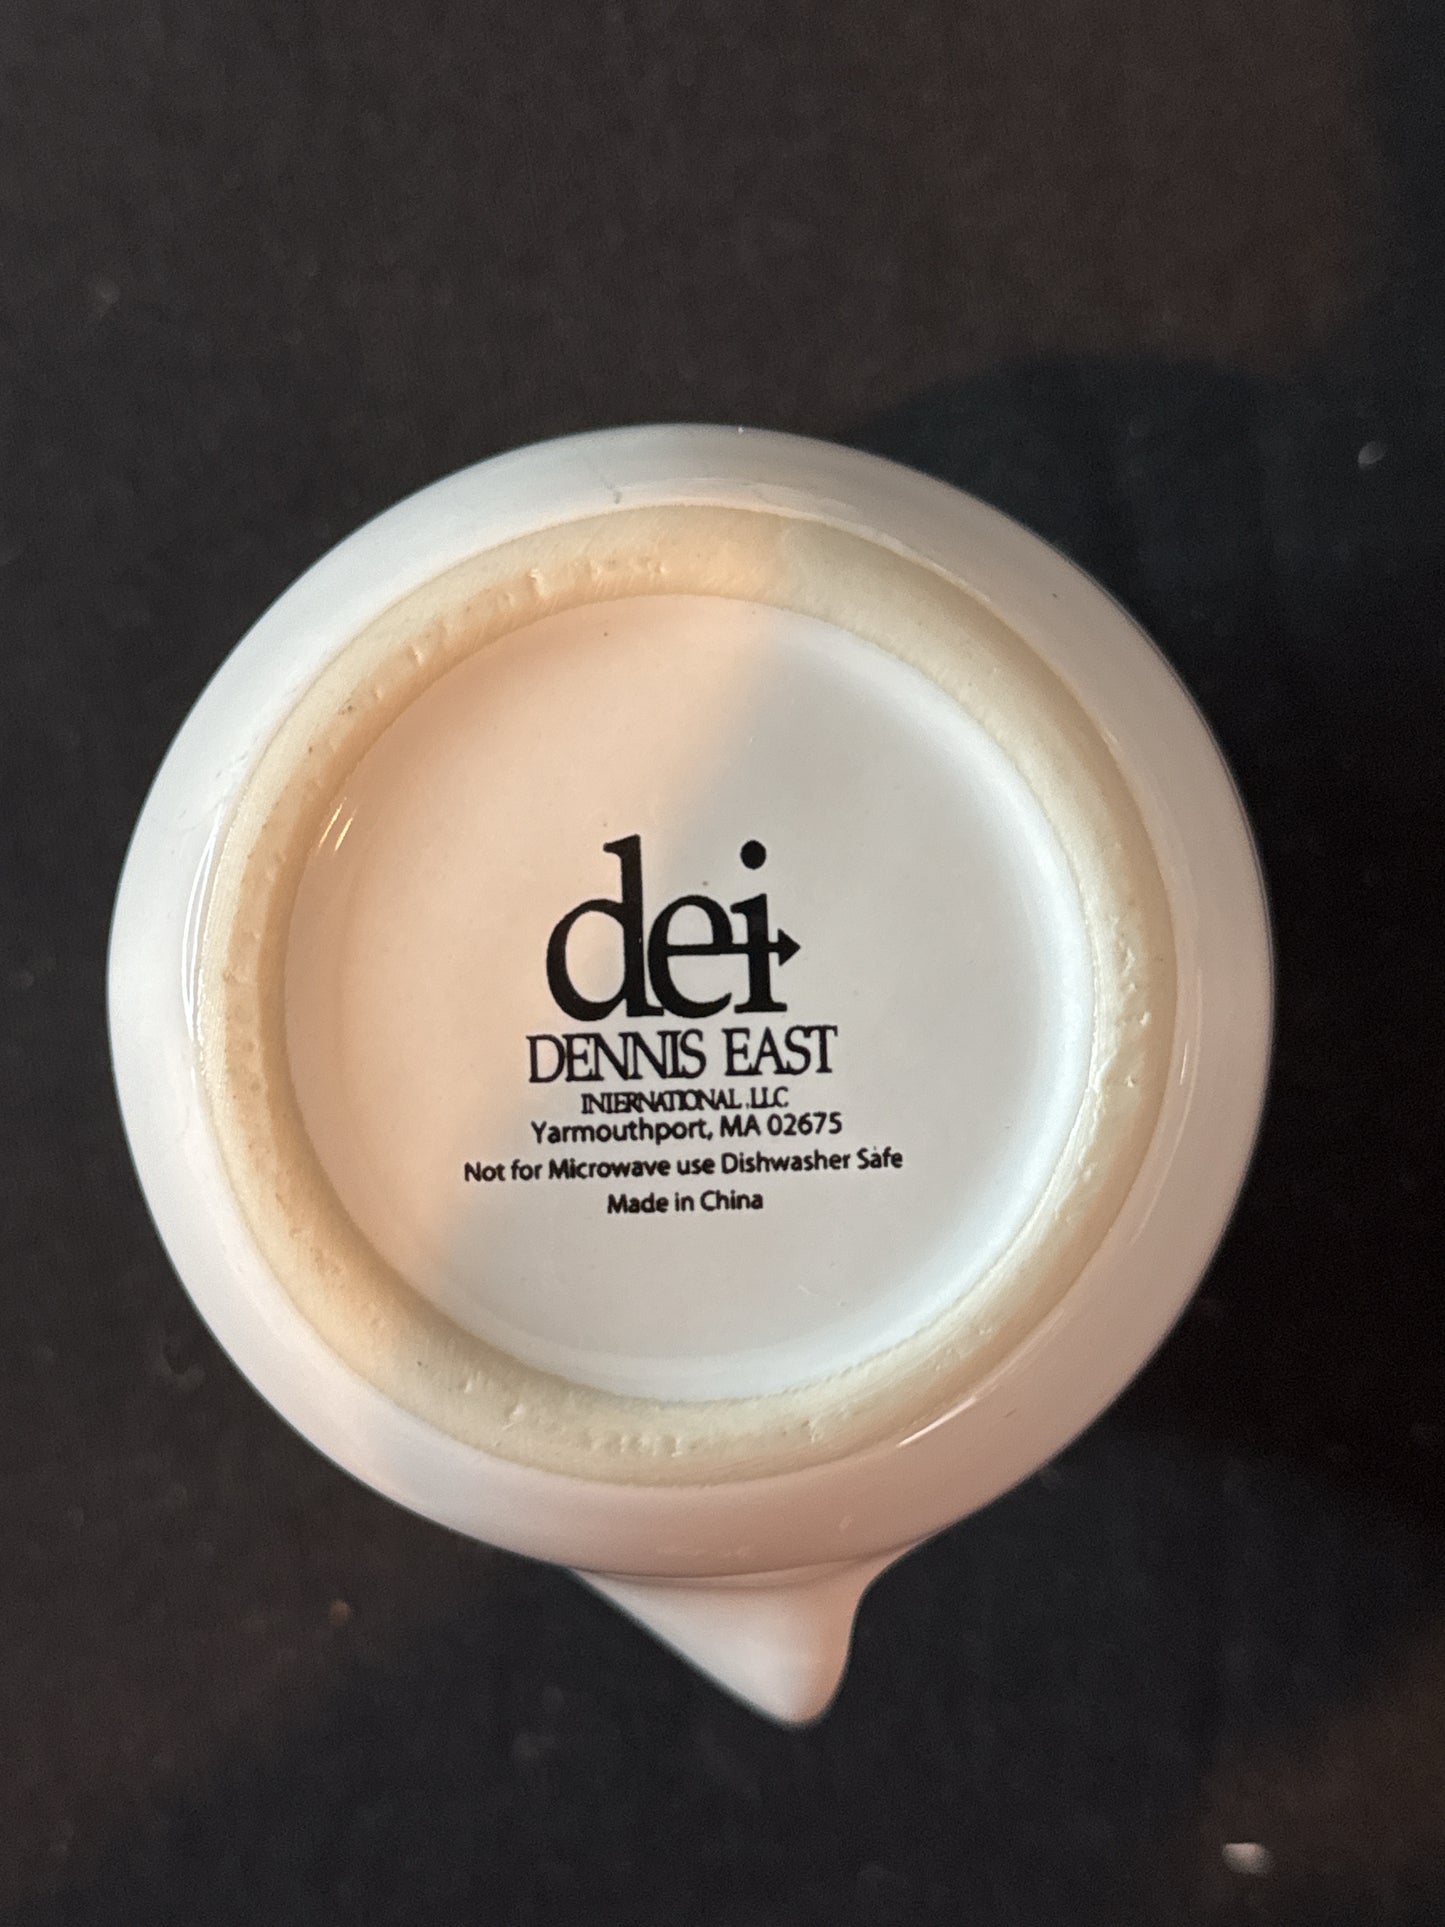 dei
DENNIS EAST
INTERNATIONAL, LLC
Yarmouthport, MA 02675
Not for Microwave use Dishwasher Safe
Made in China